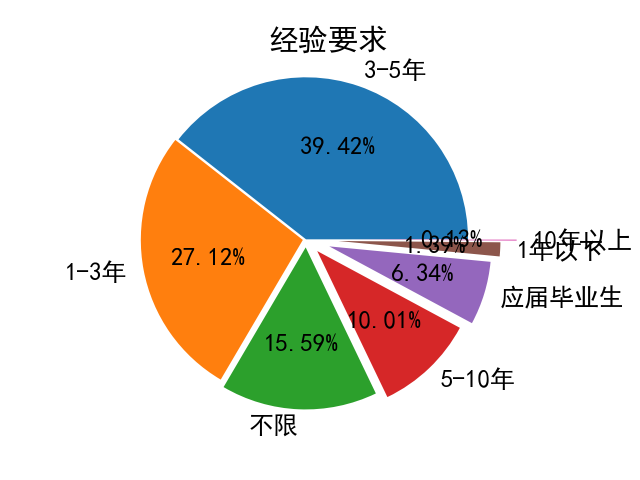 经验要求
3-5年
39.42%
1-3年
27.12%
不限
15.59%
5-10年
10.01%
应届毕业生
6.34%
1年以下
1.39%
10年以上
0.13%